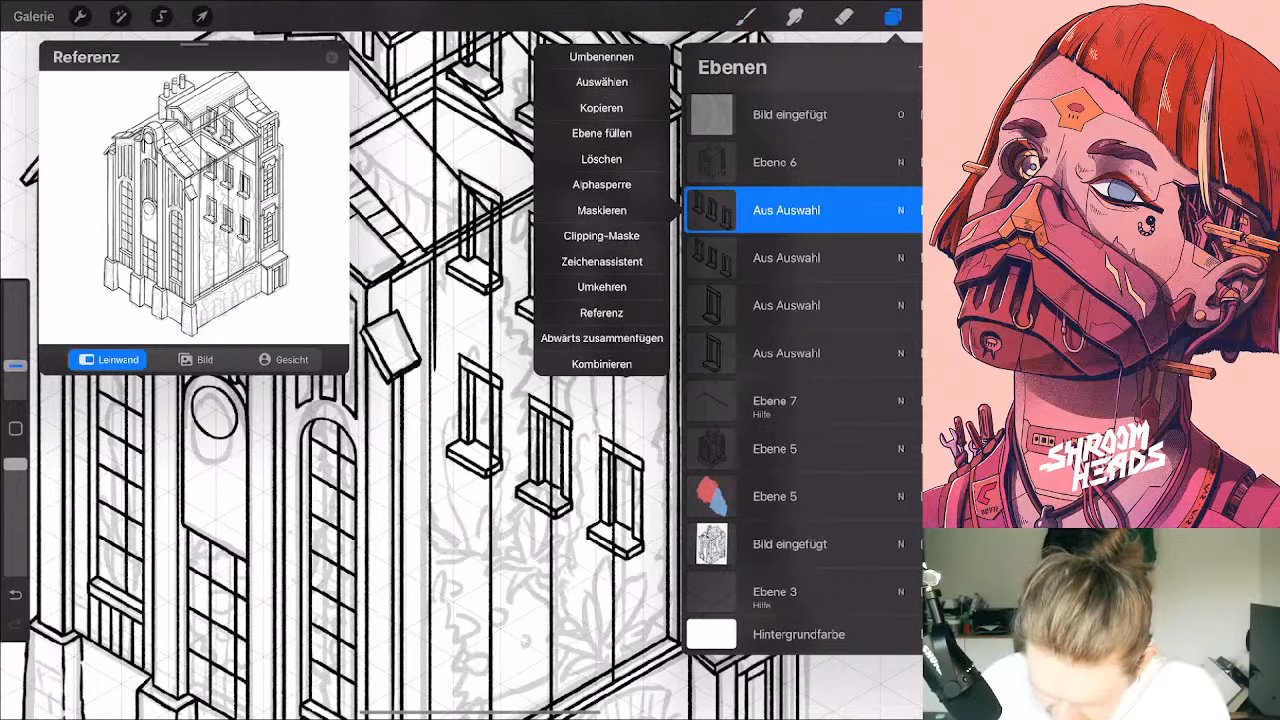 Galerie
Referenz
Leinwand
Bild
Gesicht
Umbenennen
Auswählen
Kopieren
Ebene füllen
Löschen
Alphasperre
Maskieren
Clipping-Maske
Zeichenassistent
Umkehren
Referenz
Abwärts zusammenfügen
Kombinieren
Ebenen
Bild eingefügt O
Ebene 6 N
Aus Auswahl N
Aus Auswahl N
Aus Auswahl N
Aus Auswahl N
Ebene 7 N
Hilfe
Ebene 5 N
Ebene 5 N
Bild eingefügt N
Ebene 3 N
Hilfe
Hintergrundfarbe
SHROOM
HEADS